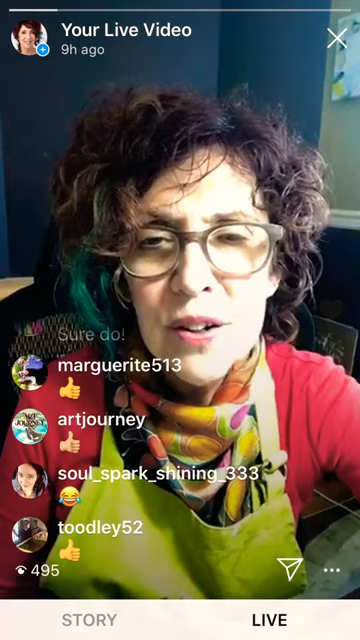 Your Live Video
9h ago
Sure do!
marguerite513
👍
artjourney
👍🏼
soul_spark_shining_333
😂
toodley52
👍
495
STORY
LIVE